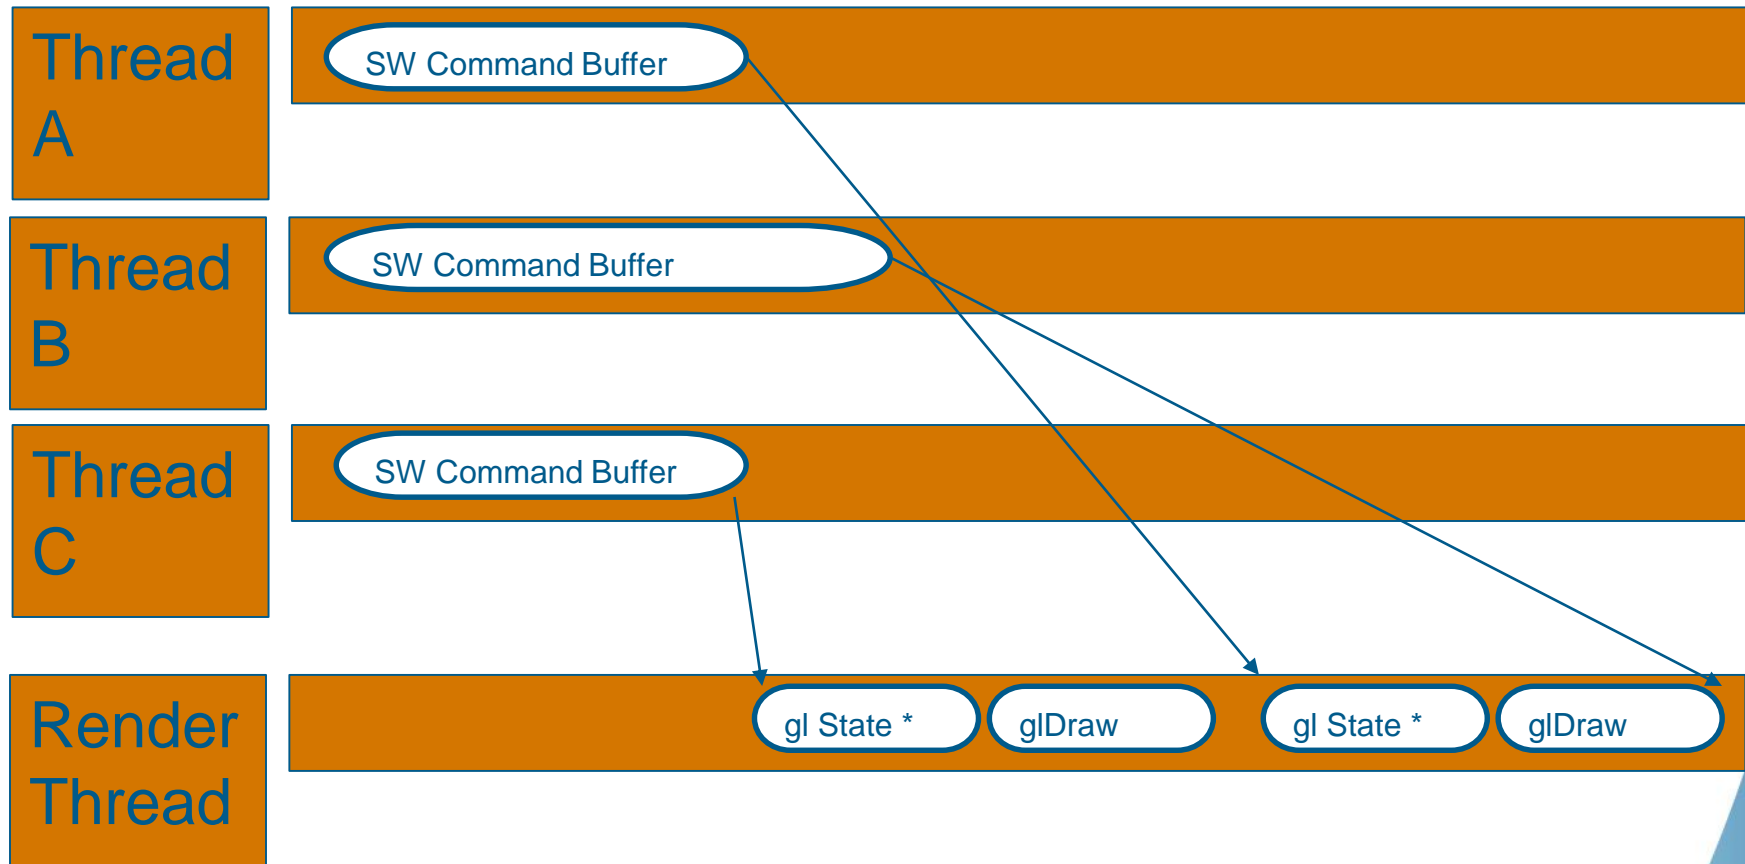 Thread
A
SW Command Buffer
Thread
B
SW Command Buffer
Thread
C
SW Command Buffer
Render
Thread
gl State *
glDraw
gl State *
glDraw